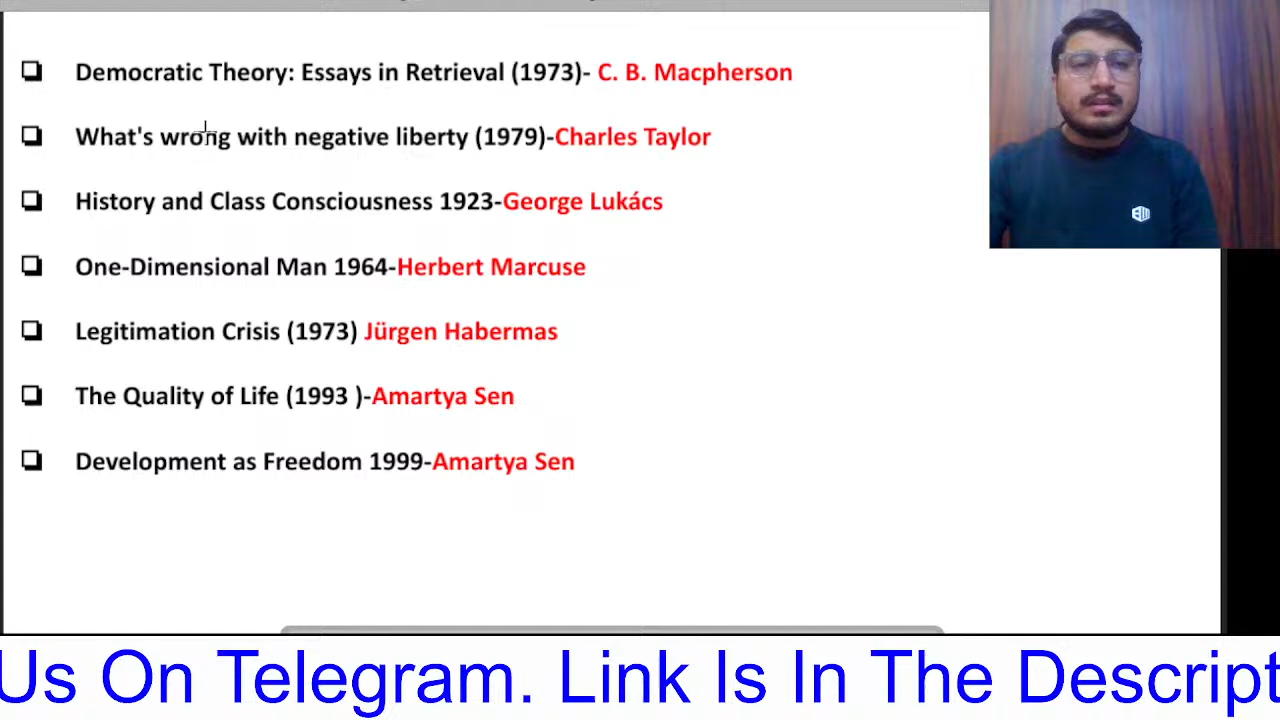 Democratic Theory: Essays in Retrieval (1973)- C. B. Macpherson
What's wrong with negative liberty (1979)-Charles Taylor
History and Class Consciousness 1923-George Lukács
One-Dimensional Man 1964-Herbert Marcuse
Legitimation Crisis (1973) Jürgen Habermas
The Quality of Life (1993 )-Amartya Sen
Development as Freedom 1999-Amartya Sen
Us On Telegram. Link Is In The Descript